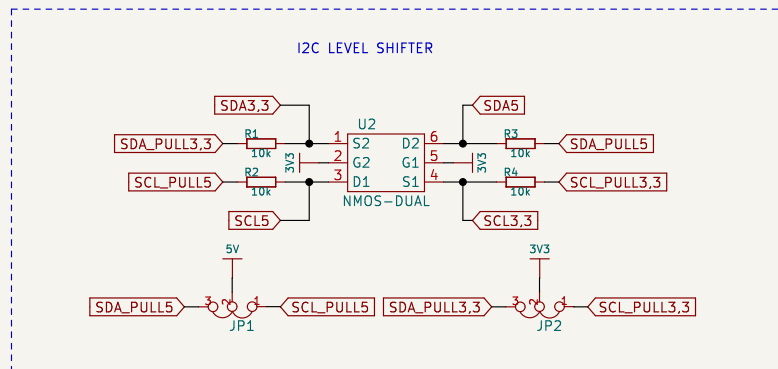 I2C LEVEL SHIFTER
SDA3,3
SDA5
U2
SDA_PULL3,3
R1
10k
1
S2
D2
6
R3
10k
SDA_PULL5
3V3
2
G2
G1
5
3V3
SCL_PULL5
R2
10k
3
D1
S1
4
R4
10k
SCL_PULL3,3
NMOS-DUAL
SCL5
SCL3,3
5V
3V3
SDA_PULL5
3
2
1
SCL_PULL5
SDA_PULL3,3
3
2
1
SCL_PULL3,3
JP1
JP2